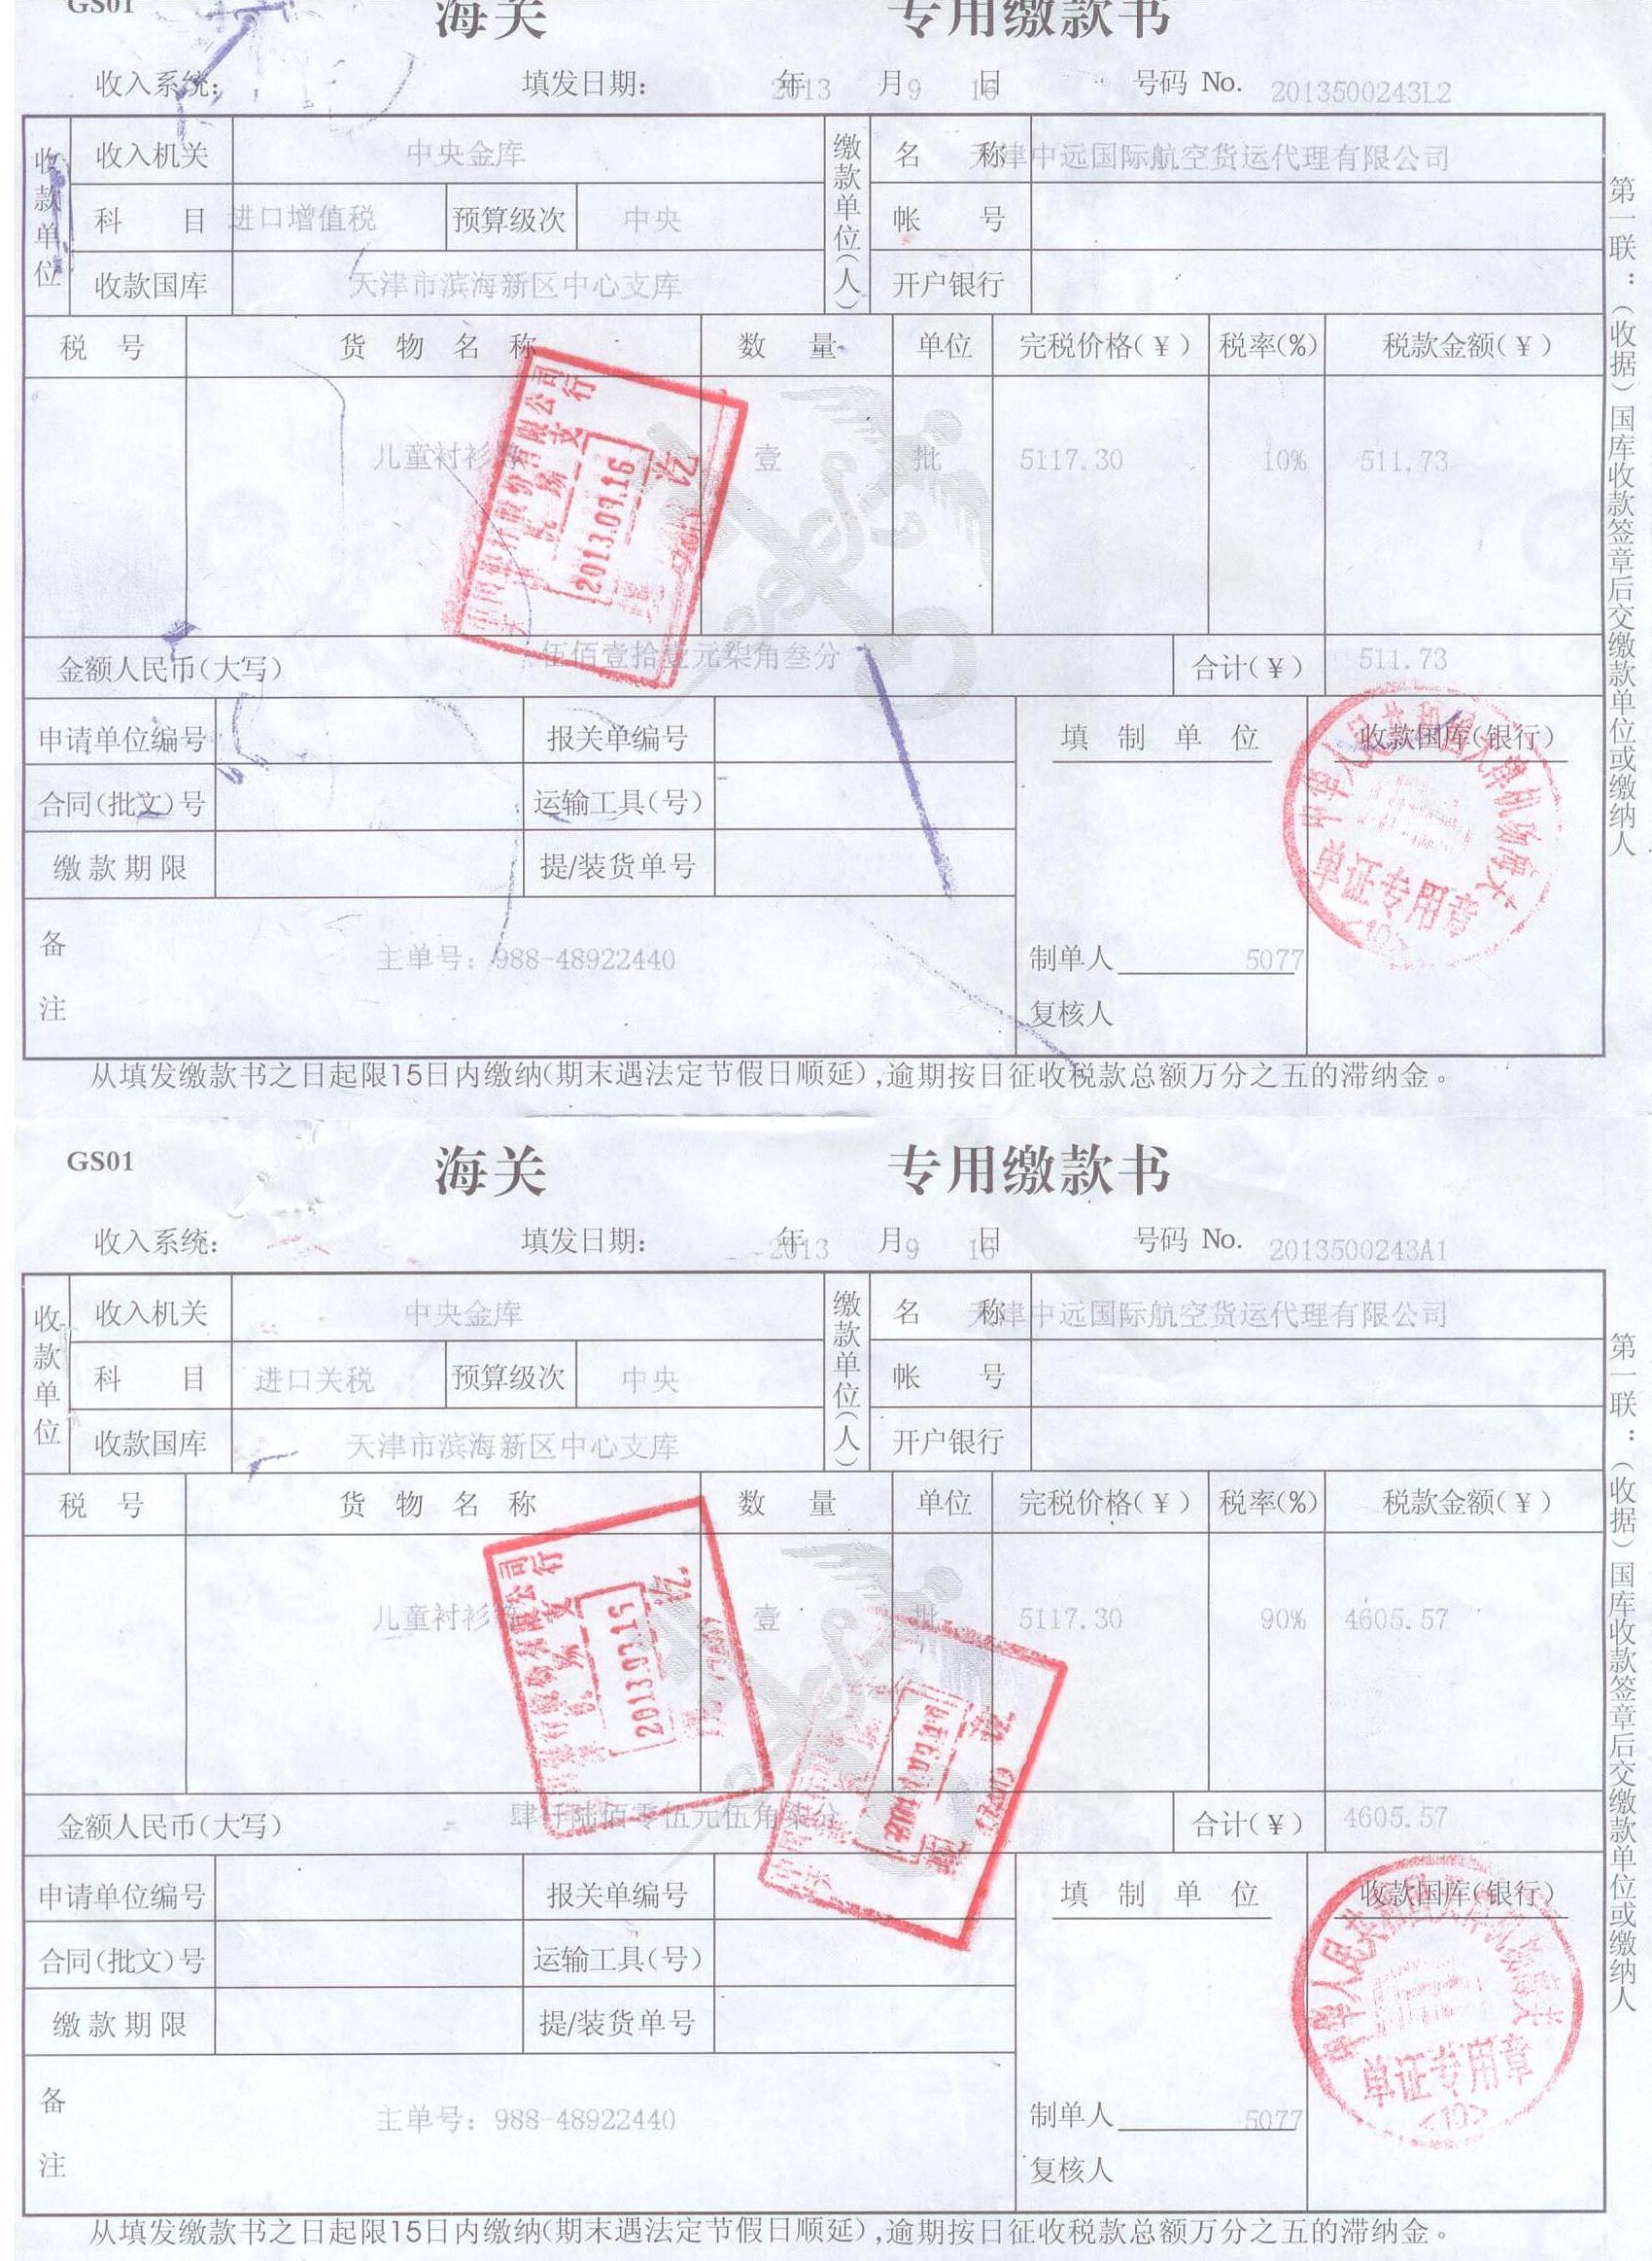 GS01 海关 专用缴款书
收入系统: 填发日期: 2013年 9月 16日 号码 No. 2013500243L2
收款单位 收入机关 中央金库 缴款单位(人) 名称 天津中远国际航空货运代理有限公司
科目 进口增值税 预算级次 中央 帐号
收款国库 天津市滨海新区中心支库 开户银行
税号 货物名称 数量 单位 完税价格(¥) 税率(%) 税款金额(¥)
儿童衬衫等 壹 批 5117.30 10% 511.73
2013.09.16
金额人民币(大写) 伍佰壹拾壹元柒角叁分 合计(¥) 511.73
申请单位编号 报关单编号 填制单位 收款国库(银行)
合同(批文)号 运输工具(号)
缴款期限 提/装货单号
单证专用章
备注 主单号: 988-48922440 制单人 5077
复核人
从填发缴款书之日起限15日内缴纳(期末遇法定节假日顺延),逾期按日征收税款总额万分之五的滞纳金。
第一联:(收据)国库收款签章后交缴款单位或缴纳人
GS01 海关 专用缴款书
收入系统: 填发日期: 2013年 9月 16日 号码 No. 2013500243A1
收款单位 收入机关 中央金库 缴款单位(人) 名称 天津中远国际航空货运代理有限公司
科目 进口关税 预算级次 中央 帐号
收款国库 天津市滨海新区中心支库 开户银行
税号 货物名称 数量 单位 完税价格(¥) 税率(%) 税款金额(¥)
儿童衬衫等 壹 批 5117.30 90% 4605.57
金额人民币(大写) 肆仟陆佰零伍元伍角柒分 合计(¥) 4605.57
申请单位编号 报关单编号 填制单位 收款国库(银行)
合同(批文)号 运输工具(号)
缴款期限 提/装货单号
单证专用章
备注 主单号: 988-48922440 制单人 5077
复核人
从填发缴款书之日起限15日内缴纳(期末遇法定节假日顺延),逾期按日征收税款总额万分之五的滞纳金。
第一联:(收据)国库收款签章后交缴款单位或缴纳人